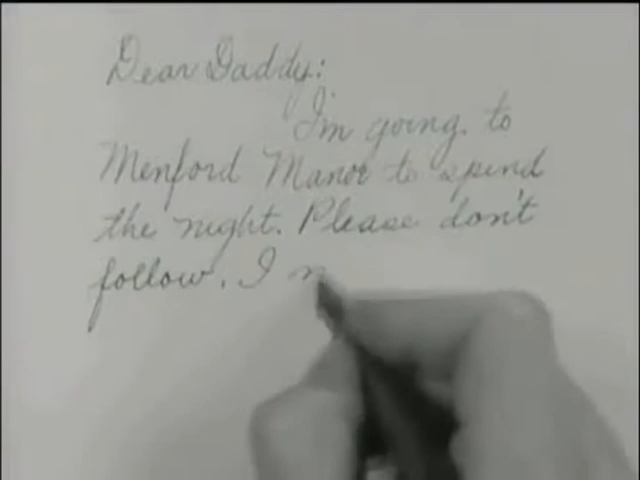 Dear Daddy:
I'm going to
Menford Manor to spend
the night. Please don't
follow. I